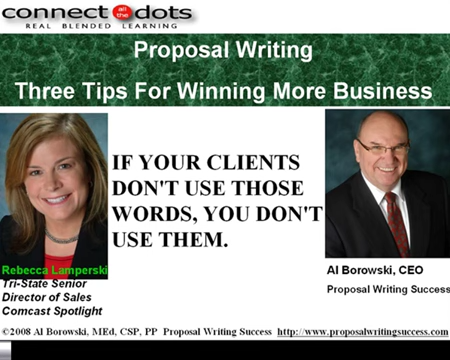 connect all the dots
REAL BLENDED LEARNING
Proposal Writing
Three Tips For Winning More Business
IF YOUR CLIENTS
DON'T USE THOSE
WORDS, YOU DON'T
USE THEM.
Rebecca Lamperski
Tri-State Senior
Director of Sales
Comcast Spotlight
Al Borowski, CEO
Proposal Writing Success
©2008 Al Borowski, MEd, CSP, PP Proposal Writing Success http://www.proposalwritingsuccess.com